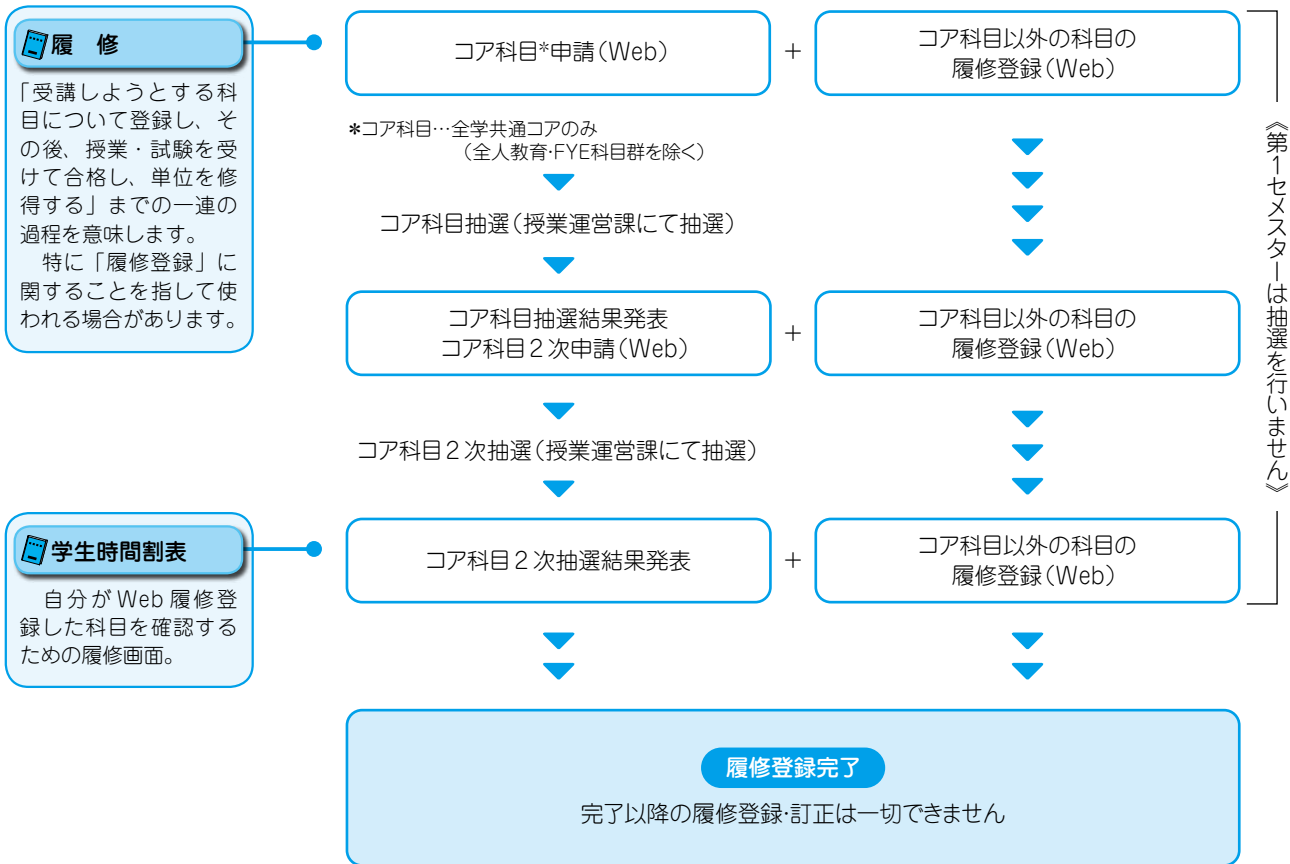 履　修
「受講しようとする科
目について登録し、そ
の後、授業・試験を受
けて合格し、単位を修
得する」までの一連の
過程を意味します。
　特に「履修登録」に
関することを指して使
われる場合があります。
コア科目*申請（Web）
+
コア科目以外の科目の
履修登録（Web）
*コア科目…全学共通コアのみ
（全人教育・FYE科目群を除く）
コア科目抽選（授業運営課にて抽選）
コア科目抽選結果発表
コア科目２次申請（Web）
+
コア科目以外の科目の
履修登録（Web）
コア科目２次抽選（授業運営課にて抽選）
学生時間割表
　自分が Web 履修登
録した科目を確認する
ための履修画面。
コア科目２次抽選結果発表
+
コア科目以外の科目の
履修登録（Web）
《第１セメスターは抽選を行いません》
履修登録完了
完了以降の履修登録・訂正は一切できません